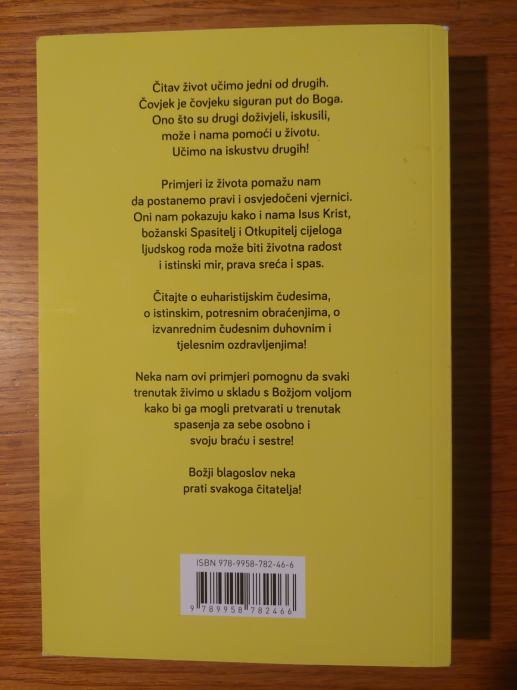 Čitav život učimo jedni od drugih.
Čovjek je čovjeku siguran put do Boga.
Ono što su drugi doživjeli, iskusili,
može i nama pomoći u životu.
Učimo na iskustvu drugih!
Primjeri iz života pomažu nam
da postanemo pravi i osvjedočeni vjernici.
Oni nam pokazuju kako i nama Isus Krist,
božanski Spasitelj i Otkupitelj cijeloga
ljudskog roda može biti životna radost
i istinski mir, prava sreća i spas.
Čitajte o euharistijskim čudesima,
o istinskim, potresnim obraćenjima, o
izvanrednim čudesnim duhovnim i
tjelesnim ozdravljenjima!
Neka nam ovi primjeri pomognu da svaki
trenutak živimo u skladu s Božjom voljom
kako bi ga mogli pretvarati u trenutak
spasenja za sebe osobno i
svoju braću i sestre!
Božji blagoslov neka
prati svakoga čitatelja!
ISBN 978-9958-782-46-6
9 789958 782466